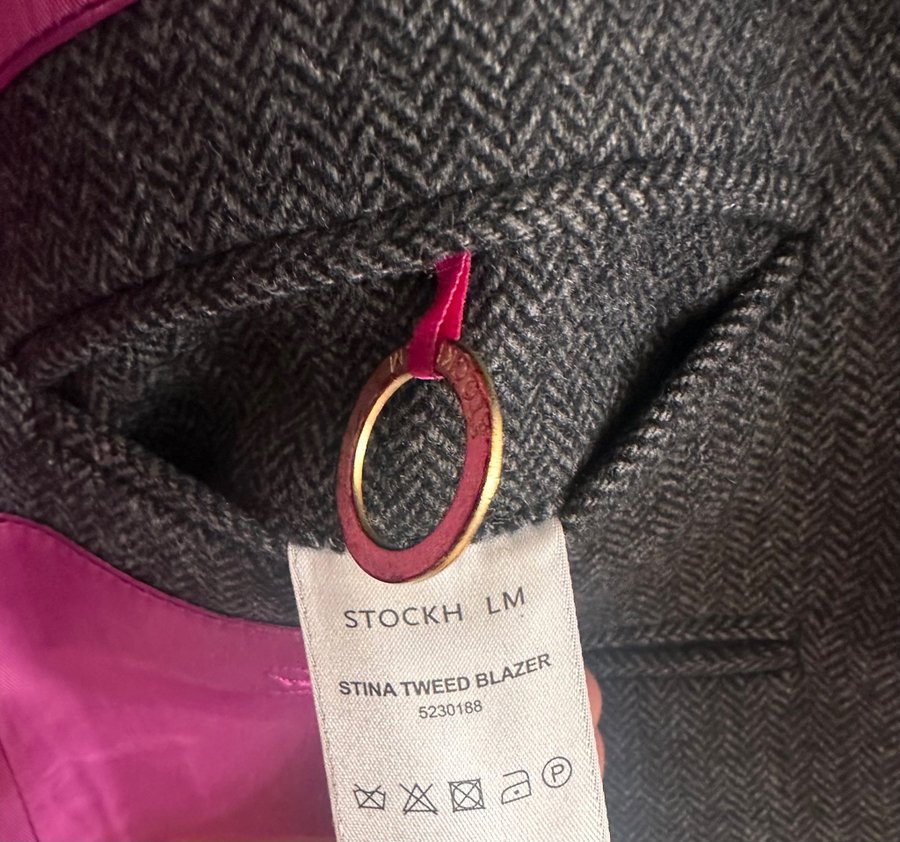 STOCKH LM
STINA TWEED BLAZER
5230188
P